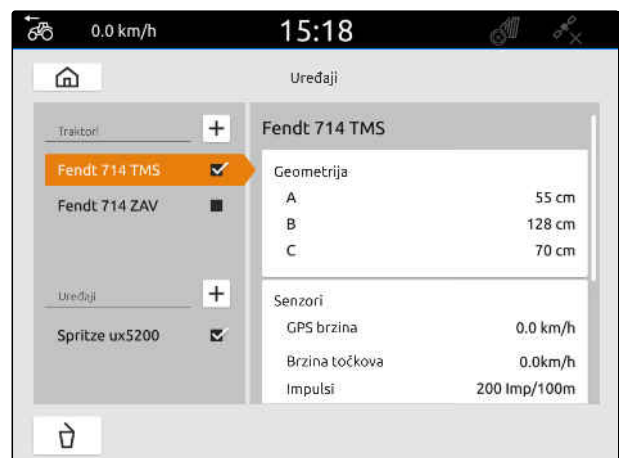 0.0 km/h
15:18
Uređaji
Traktori
+
Fendt 714 TMS
Fendt 714 ZAV
Uređaji
+
Spritze ux5200
Fendt 714 TMS
Geometrija
A 55 cm
B 128 cm
C 70 cm
Senzori
GPS brzina 0.0 km/h
Brzina točkova 0.0km/h
Impulsi 200 Imp/100m